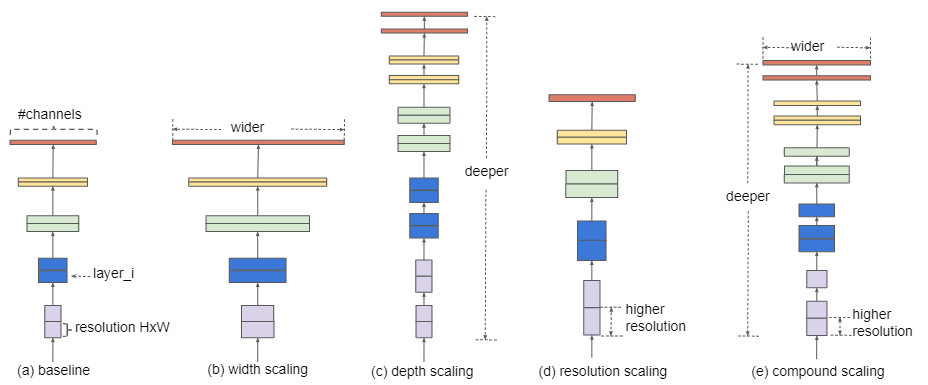 #channels
layer_i
resolution HxW
(a) baseline
wider
(b) width scaling
deeper
(c) depth scaling
higher
resolution
(d) resolution scaling
wider
deeper
higher
resolution
(e) compound scaling